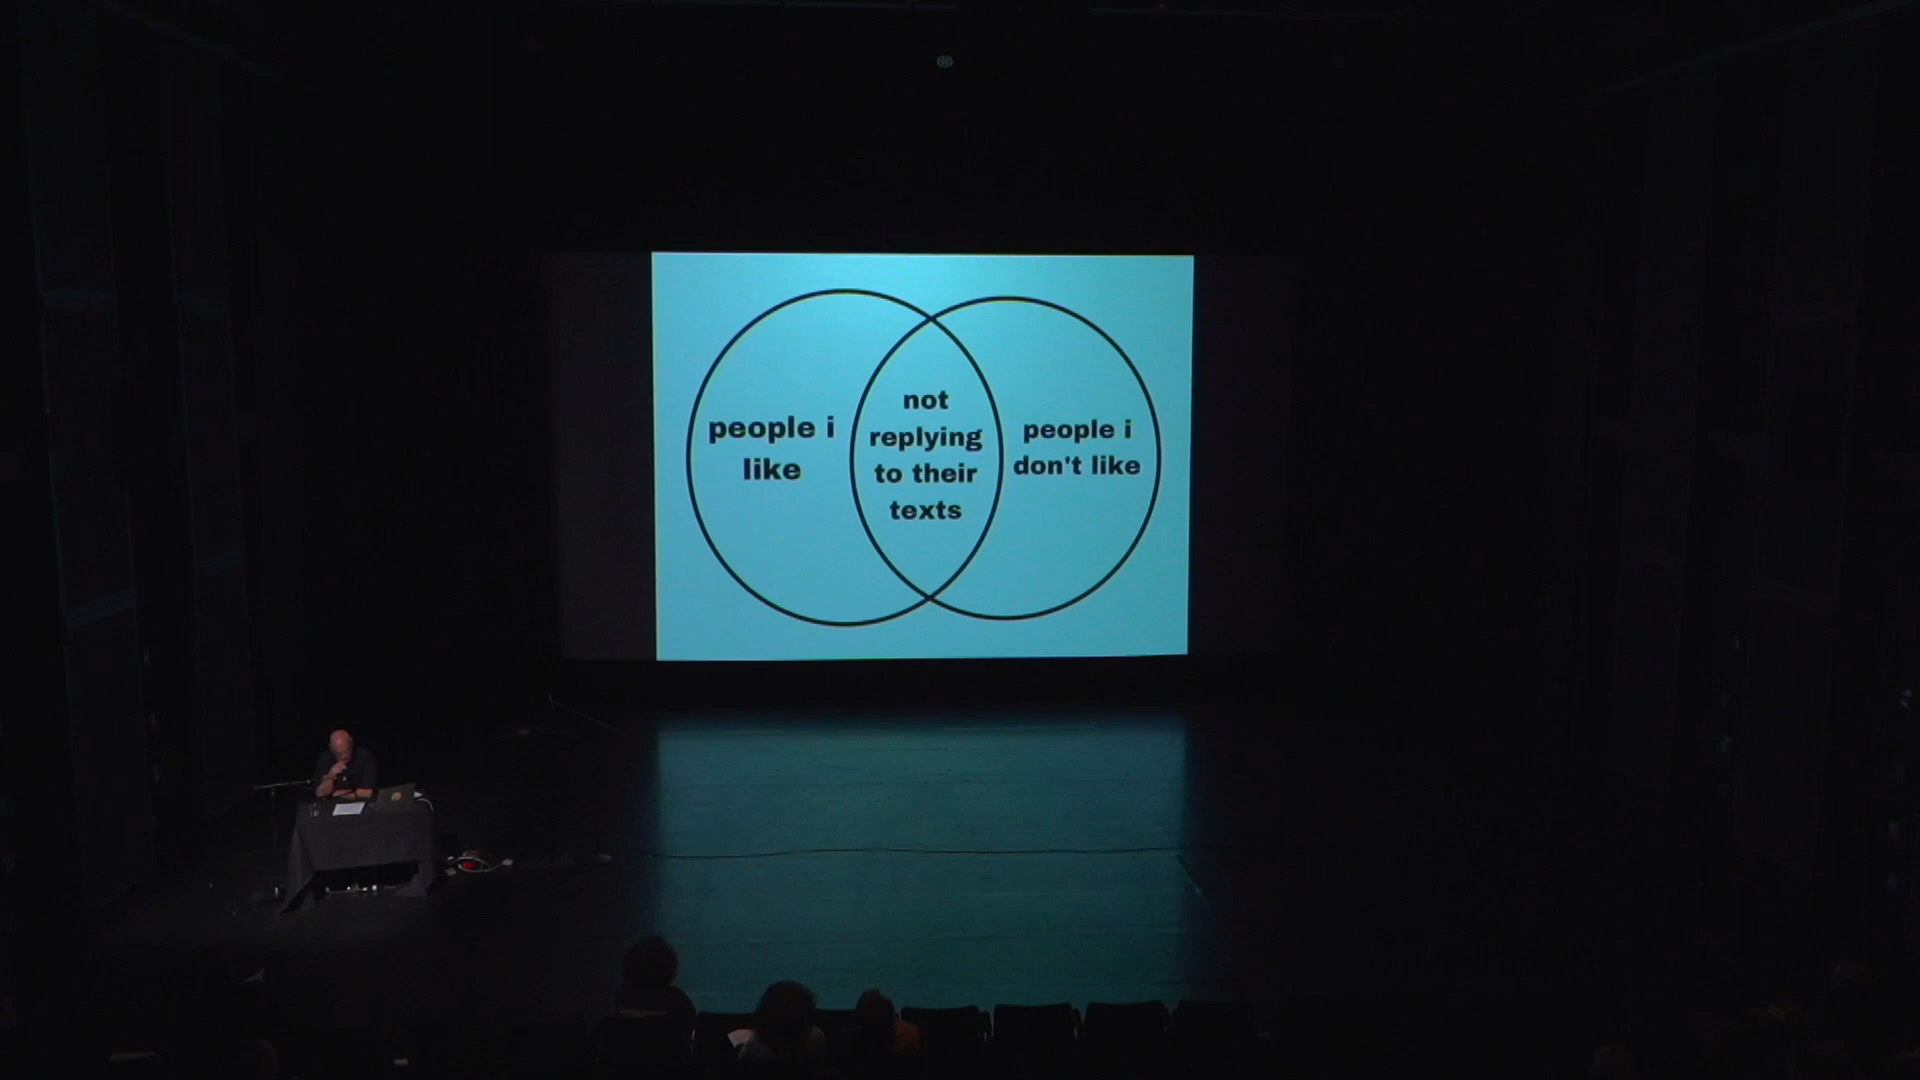 people i
like
not
replying
to their
texts
people i
don't like